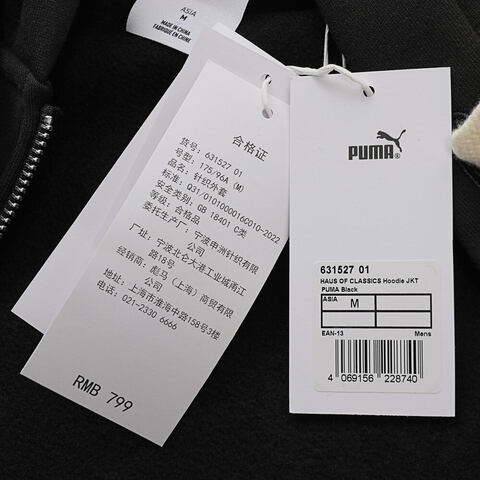 ASIA
M
MADE IN CHINA
FABRIQUÉ EN CHINE
合格证
货号: 631527 01
号型: 175/96A (M)
品名: 针织外套
标准: Q31/0101000016C010-2022
安全类别: GB 18401 C类
等级: 合格品
委托生产厂: 宁波申洲针织有限
公司
厂址: 宁波北仑大港工业城甬江
路18号
经销商: 彪马(上海)商贸有限
公司
地址: 上海市淮海中路158号3楼
电话: 021-2330 6666
RMB 799
PUMA®
631527 01
HAUS OF CLASSICS Hoodie JKT
PUMA Black
ASIA M
EAN-13 Mens
4 069156 228740